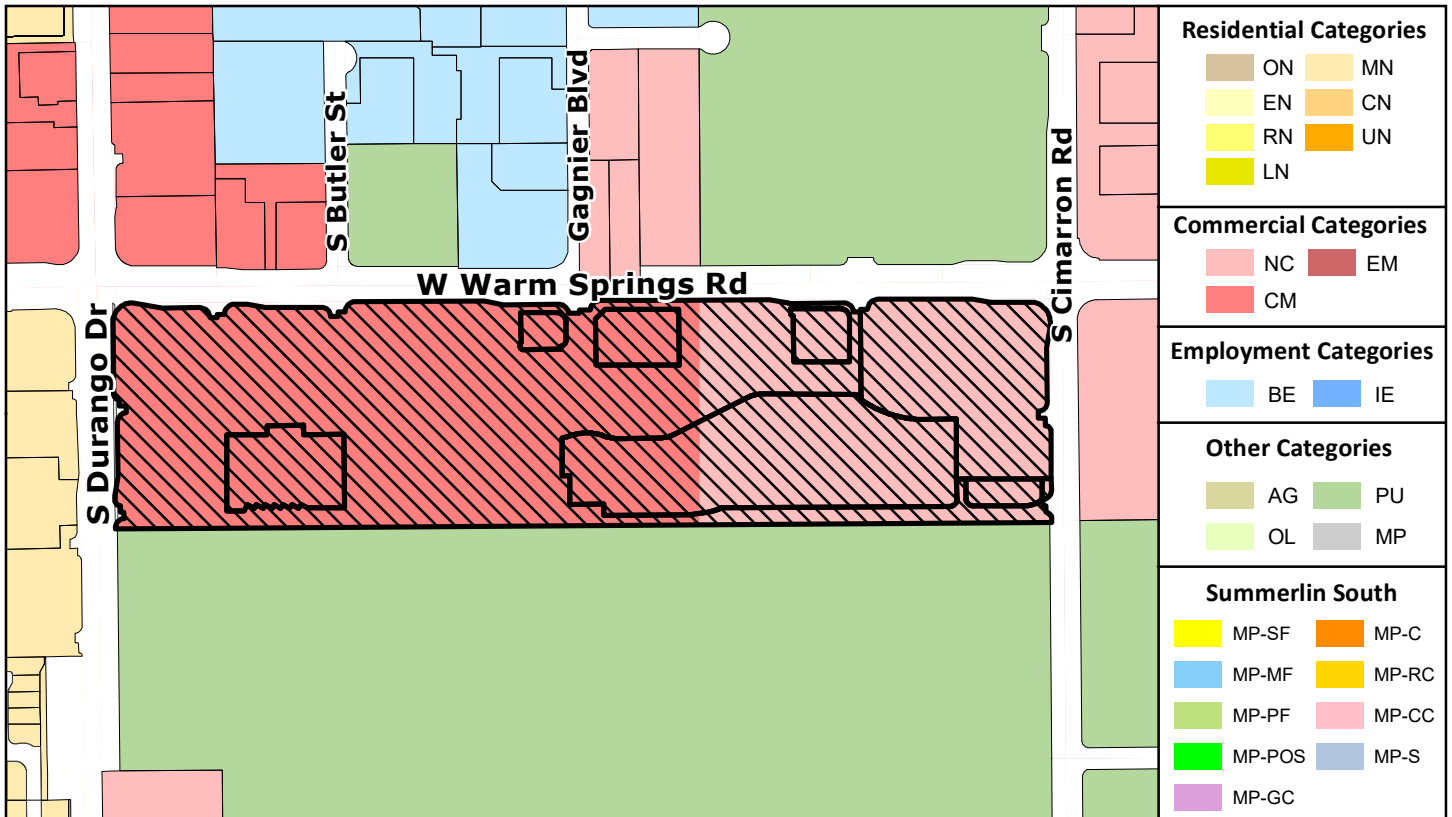 S Butler St
Gagnier Blvd
S Cimarron Rd
W Warm Springs Rd
S Durango Dr
Residential Categories
ON MN
EN CN
RN UN
LN
Commercial Categories
NC EM
CM
Employment Categories
BE IE
Other Categories
AG PU
OL MP
Summerlin South
MP-SF MP-C
MP-MF MP-RC
MP-PF MP-CC
MP-POS MP-S
MP-GC